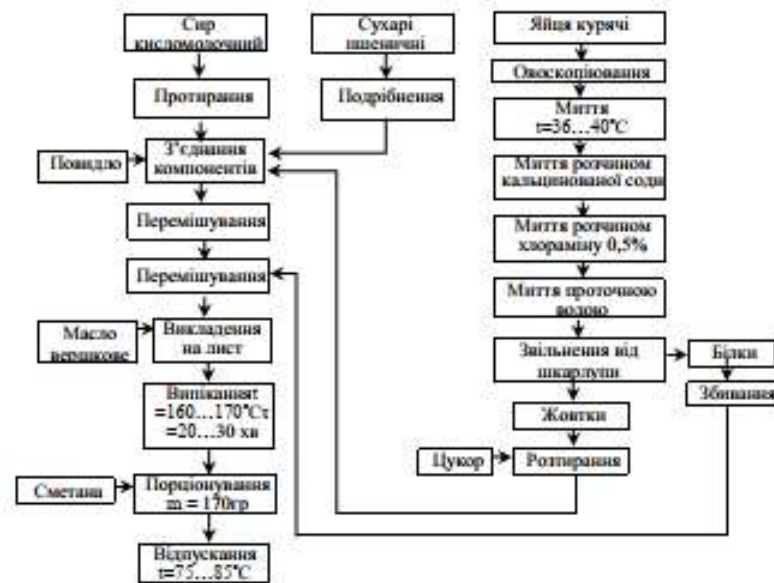 Сир
кисломолочний
Протирання
Сухарі
пшеничні
Подрібнення
Повидло
З"єднання
компонентів
Перемішування
Перемішування
Масло
вершкове
Викладення
на лист
Випіканняt
=160…170°Cτ
=20…30 хв
Сметана
Порціонування
m = 170гр
Відпускання
t=75…85°C
Яйця курячі
Овоскопіювання
Миття
t=36…40°C
Миття розчином
кальцинованої соди
Миття розчином
хлораміну 0,5%
Миття проточною
водою
Звільнення від
шкарлупи
Білки
Збивання
Жовтки
Цукор
Розтирання